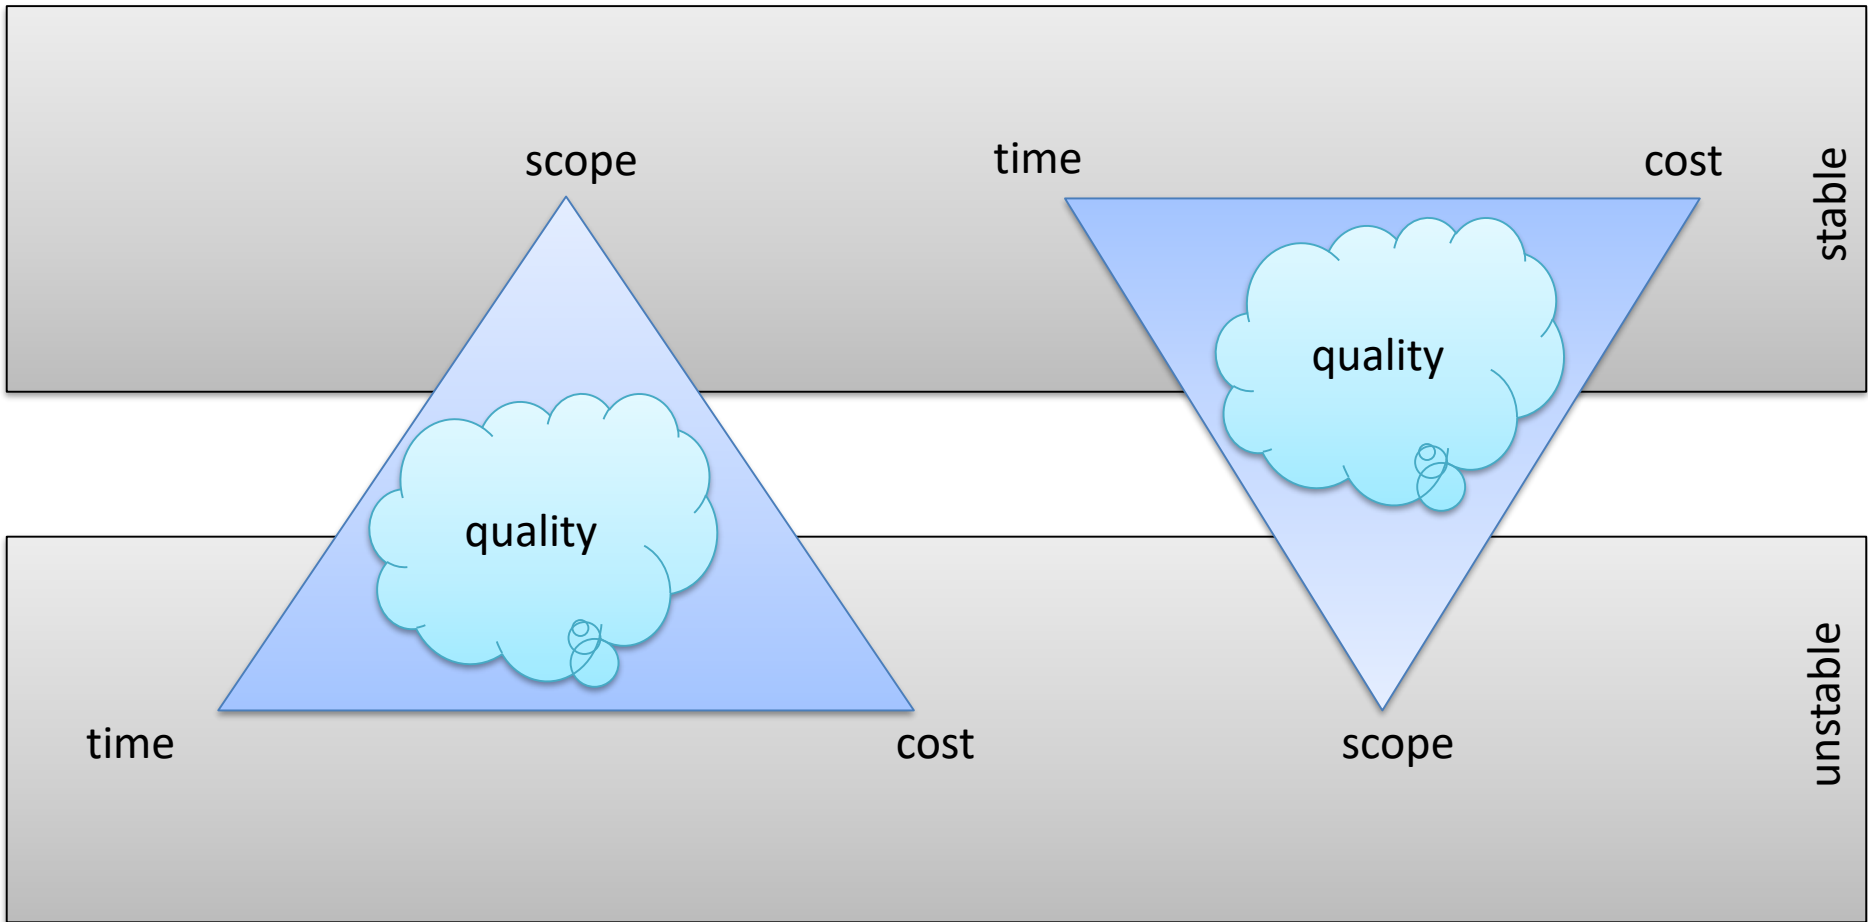 scope
time
cost
stable
quality
quality
time
cost
scope
unstable